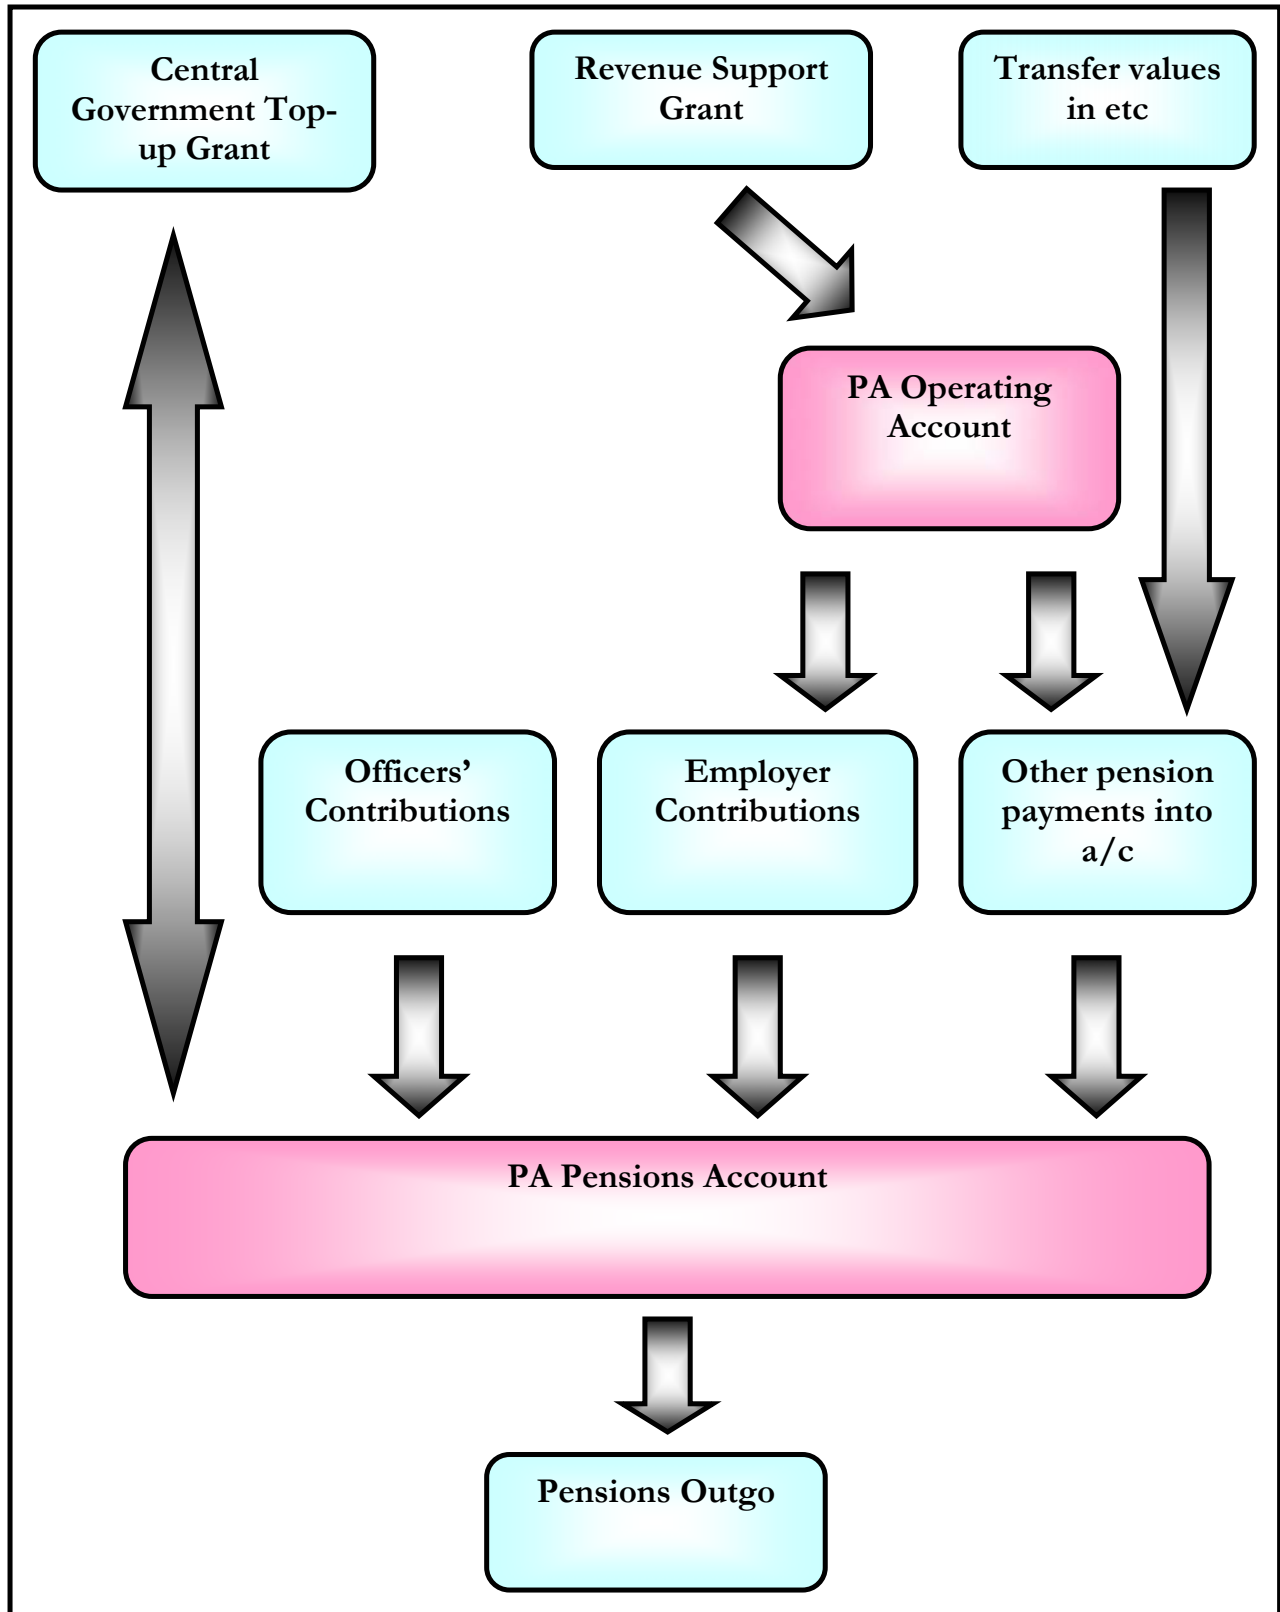 Central
Government Top-
up Grant
Revenue Support
Grant
Transfer values
in etc
PA Operating
Account
Officers’
Contributions
Employer
Contributions
Other pension
payments into
a/c
PA Pensions Account
Pensions Outgo